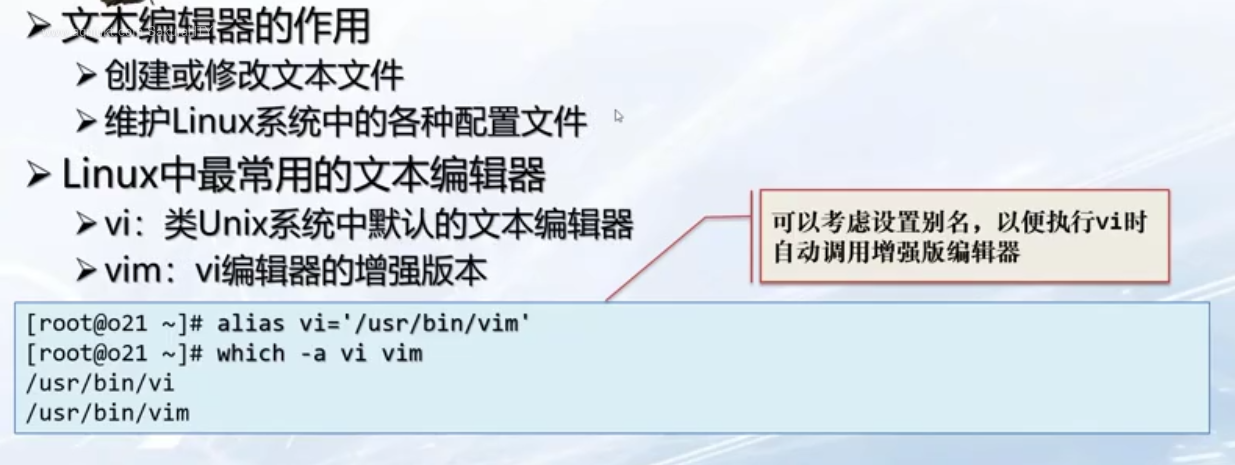 文本编辑器的作用
创建或修改文本文件
维护Linux系统中的各种配置文件
Linux中最常用的文本编辑器
vi：类Unix系统中默认的文本编辑器
vim：vi编辑器的增强版本
可以考虑设置别名，以便执行vi时
自动调用增强版编辑器
[root@o21 ~]# alias vi='/usr/bin/vim'
[root@o21 ~]# which -a vi vim
/usr/bin/vi
/usr/bin/vim